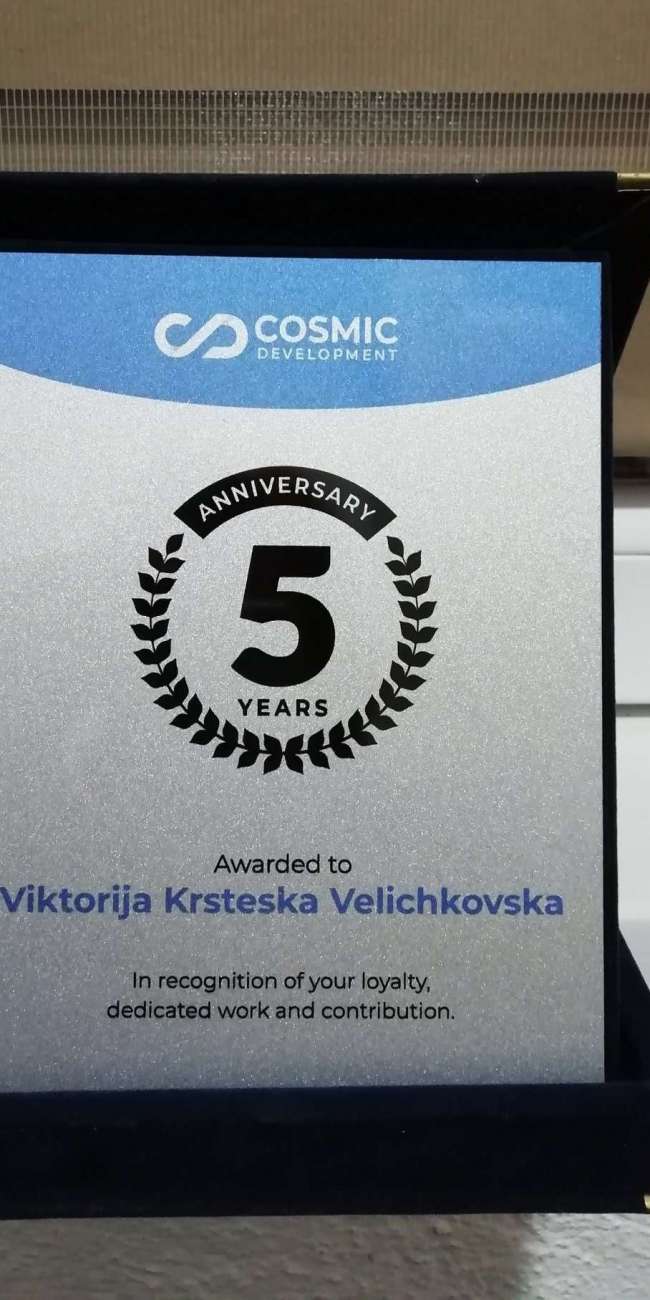 COSMIC
DEVELOPMENT
ANNIVERSARY
5
YEARS
Awarded to
Viktorija Krsteska Velichkovska
In recognition of your loyalty,
dedicated work and contribution.